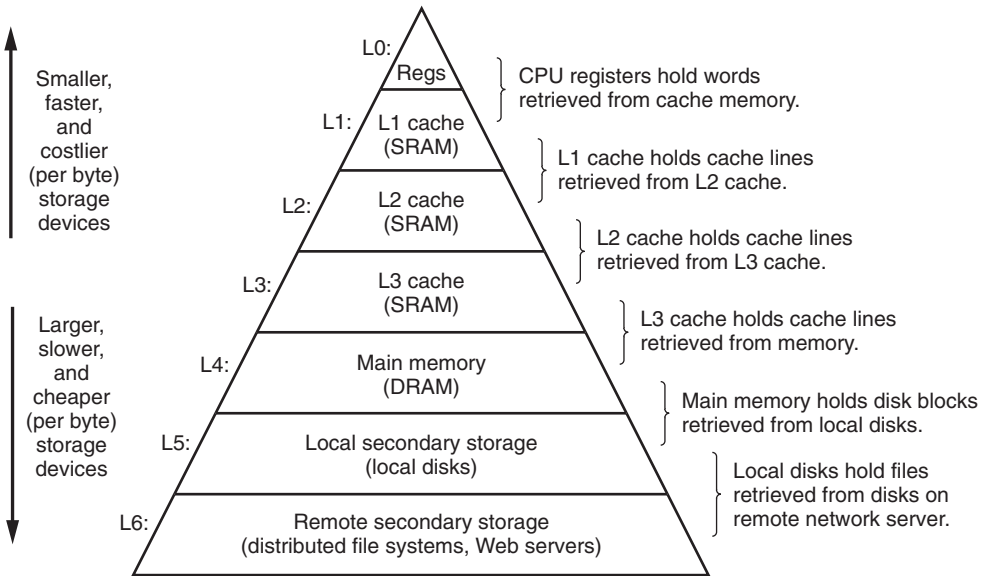 L0:
Regs
CPU registers hold words
retrieved from cache memory.
Smaller,
faster,
and
costlier
(per byte)
storage
devices
L1:
L1 cache
(SRAM)
L1 cache holds cache lines
retrieved from L2 cache.
L2:
L2 cache
(SRAM)
L2 cache holds cache lines
retrieved from L3 cache.
L3:
L3 cache
(SRAM)
L3 cache holds cache lines
retrieved from memory.
Larger,
slower,
and
cheaper
(per byte)
storage
devices
L4:
Main memory
(DRAM)
Main memory holds disk blocks
retrieved from local disks.
L5:
Local secondary storage
(local disks)
Local disks hold files
retrieved from disks on
remote network server.
L6:
Remote secondary storage
(distributed file systems, Web servers)